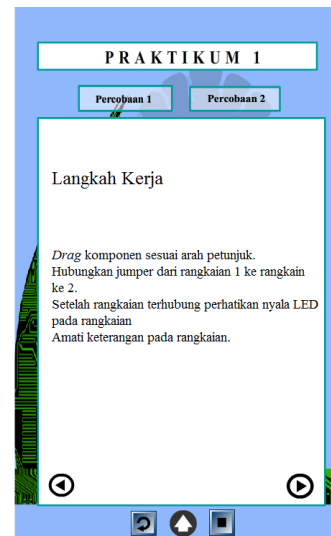 PRAKTIKUM 1
Percobaan 1
Percobaan 2
Langkah Kerja
Drag komponen sesuai arah petunjuk.
Hubungkan jumper dari rangkaian 1 ke rangkain
ke 2.
Setelah rangkaian terhubung perhatikan nyala LED
pada rangkaian
Amati keterangan pada rangkaian.